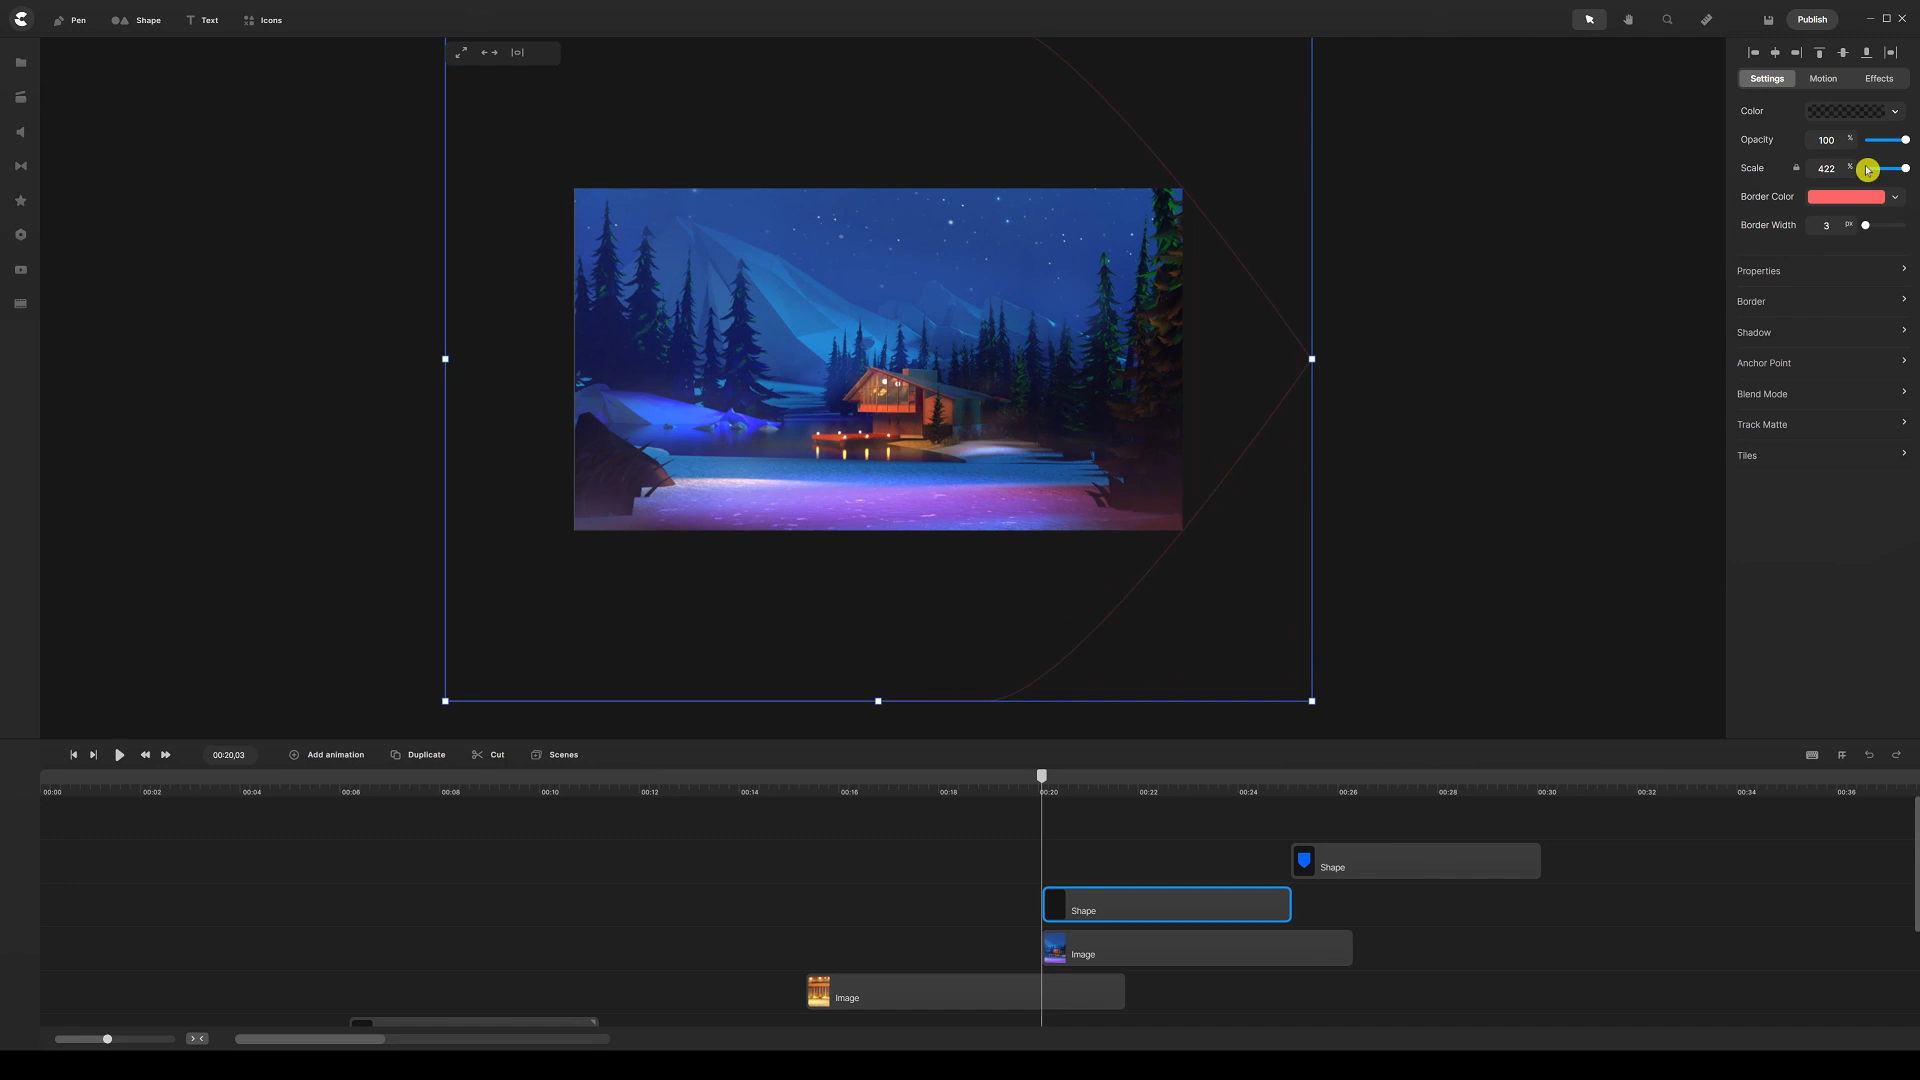 Pen Shape Text Icons Publish
Settings Motion Effects
Color
Opacity 100 %
Scale 422 %
Border Color
Border Width 3 px
Properties
Border
Shadow
Anchor Point
Blend Mode
Track Matte
Tiles
00:20,03 Add animation Duplicate Cut Scenes
00:00 00:02 00:04 00:06 00:08 00:10 00:12 00:14 00:16 00:18 00:20 00:22 00:24 00:26 00:28 00:30 00:32 00:34 00:36
Shape
Shape
Image
Image